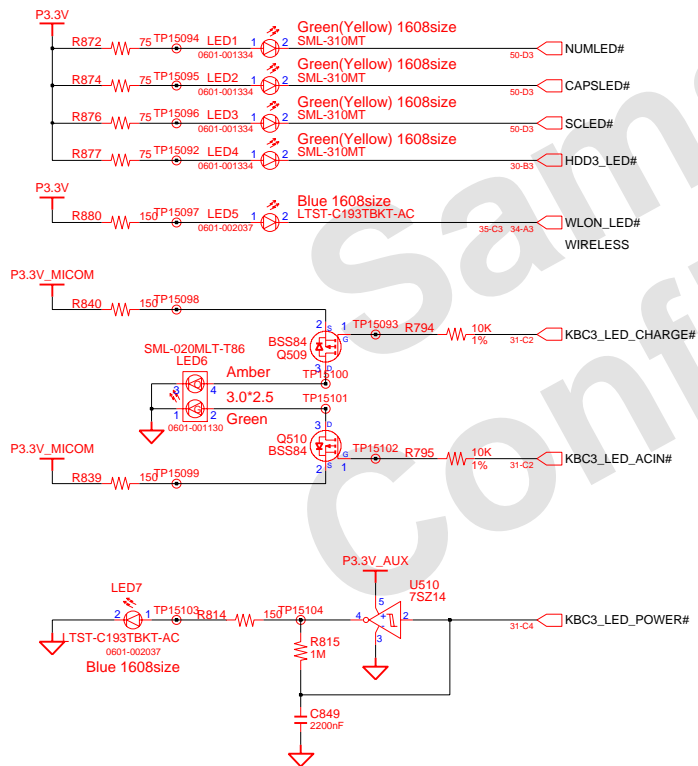 P3.3V
R872 75 TP15094 LED1 1 2 Green(Yellow) 1608size
0601-001334 SML-310MT 50-D3 NUMLED#
R874 75 TP15095 LED2 1 2 Green(Yellow) 1608size
0601-001334 SML-310MT 50-D3 CAPSLED#
R876 75 TP15096 LED3 1 2 Green(Yellow) 1608size
0601-001334 SML-310MT 50-D3 SCLED#
R877 75 TP15092 LED4 1 2 Green(Yellow) 1608size
0601-001334 SML-310MT 30-B3 HDD3_LED#
P3.3V
R880 150 TP15097 LED5 1 2 Blue 1608size
0601-002037 LTST-C193TBKT-AC 35-C3 34-A3 WLON_LED#
WIRELESS
P3.3V_MICOM
R840 150 TP15098
2 S 1 G TP15093 R794 10K 1% 31-C2 KBC3_LED_CHARGE#
BSS84
Q509
3 D
SML-020MLT-T86
LED6
TP15100
3 4 Amber
3.0*2.5
TP15101
1 2 Green
0601-001130
3 D
Q510
BSS84
G 1 TP15102 R795 10K 1% 31-C2 KBC3_LED_ACIN#
2 S
P3.3V_MICOM
R839 150 TP15099
P3.3V_AUX
U510
7SZ14
LED7
2 1 TP15103 R814 150 TP15104 4 5 + - 3 2 31-C4 KBC3_LED_POWER#
LTST-C193TBKT-AC
0601-002037
Blue 1608size
R815
1M
C849
2200nF
Sams
Confi